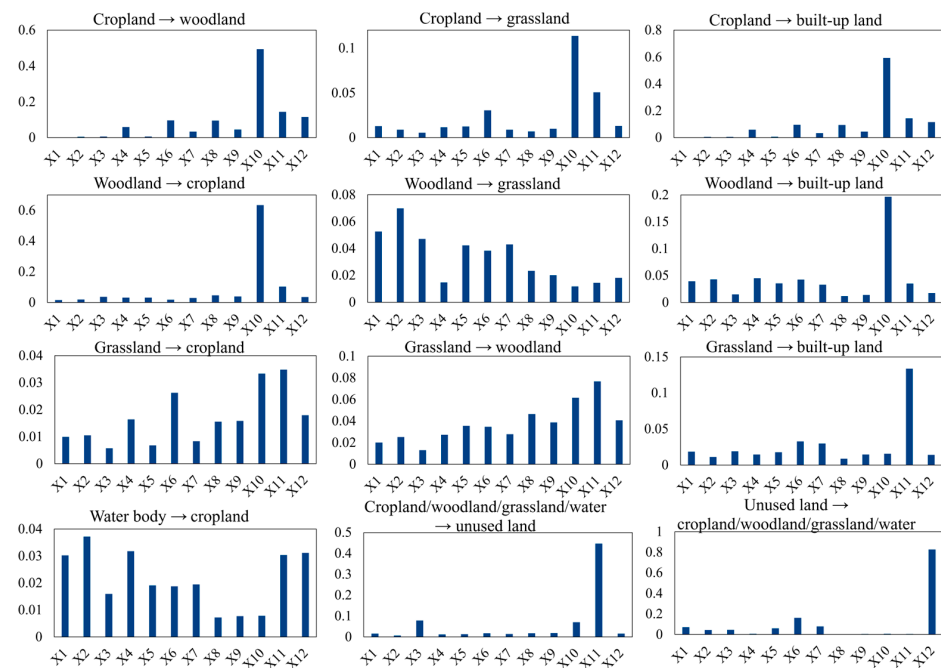 Cropland → woodland
0.6
0.4
0.2
0
X1 X2 X3 X4 X5 X6 X7 X8 X9 X10 X11 X12
Cropland → grassland
0.1
0.05
0
X1 X2 X3 X4 X5 X6 X7 X8 X9 X10 X11 X12
Cropland → built-up land
0.8
0.6
0.4
0.2
0
X1 X2 X3 X4 X5 X6 X7 X8 X9 X10 X11 X12
Woodland → cropland
0.6
0.4
0.2
0
X1 X2 X3 X4 X5 X6 X7 X8 X9 X10 X11 X12
Woodland → grassland
0.08
0.06
0.04
0.02
0
X1 X2 X3 X4 X5 X6 X7 X8 X9 X10 X11 X12
Woodland → built-up land
0.2
0.15
0.1
0.05
0
X1 X2 X3 X4 X5 X6 X7 X8 X9 X10 X11 X12
Grassland → cropland
0.04
0.03
0.02
0.01
0
X1 X2 X3 X4 X5 X6 X7 X8 X9 X10 X11 X12
Grassland → woodland
0.1
0.08
0.06
0.04
0.02
0
X1 X2 X3 X4 X5 X6 X7 X8 X9 X10 X11 X12
Grassland → built-up land
0.15
0.1
0.05
0
X1 X2 X3 X4 X5 X6 X7 X8 X9 X10 X11 X12
Water body → cropland
0.04
0.03
0.02
0.01
0
X1 X2 X3 X4 X5 X6 X7 X8 X9 X10 X11 X12
Cropland/woodland/grassland/water
→ unused land
0.5
0.4
0.3
0.2
0.1
0
X1 X2 X3 X4 X5 X6 X7 X8 X9 X10 X11 X12
Unused land →
cropland/woodland/grassland/water
1
0.8
0.6
0.4
0.2
0
X1 X2 X3 X4 X5 X6 X7 X8 X9 X10 X11 X12